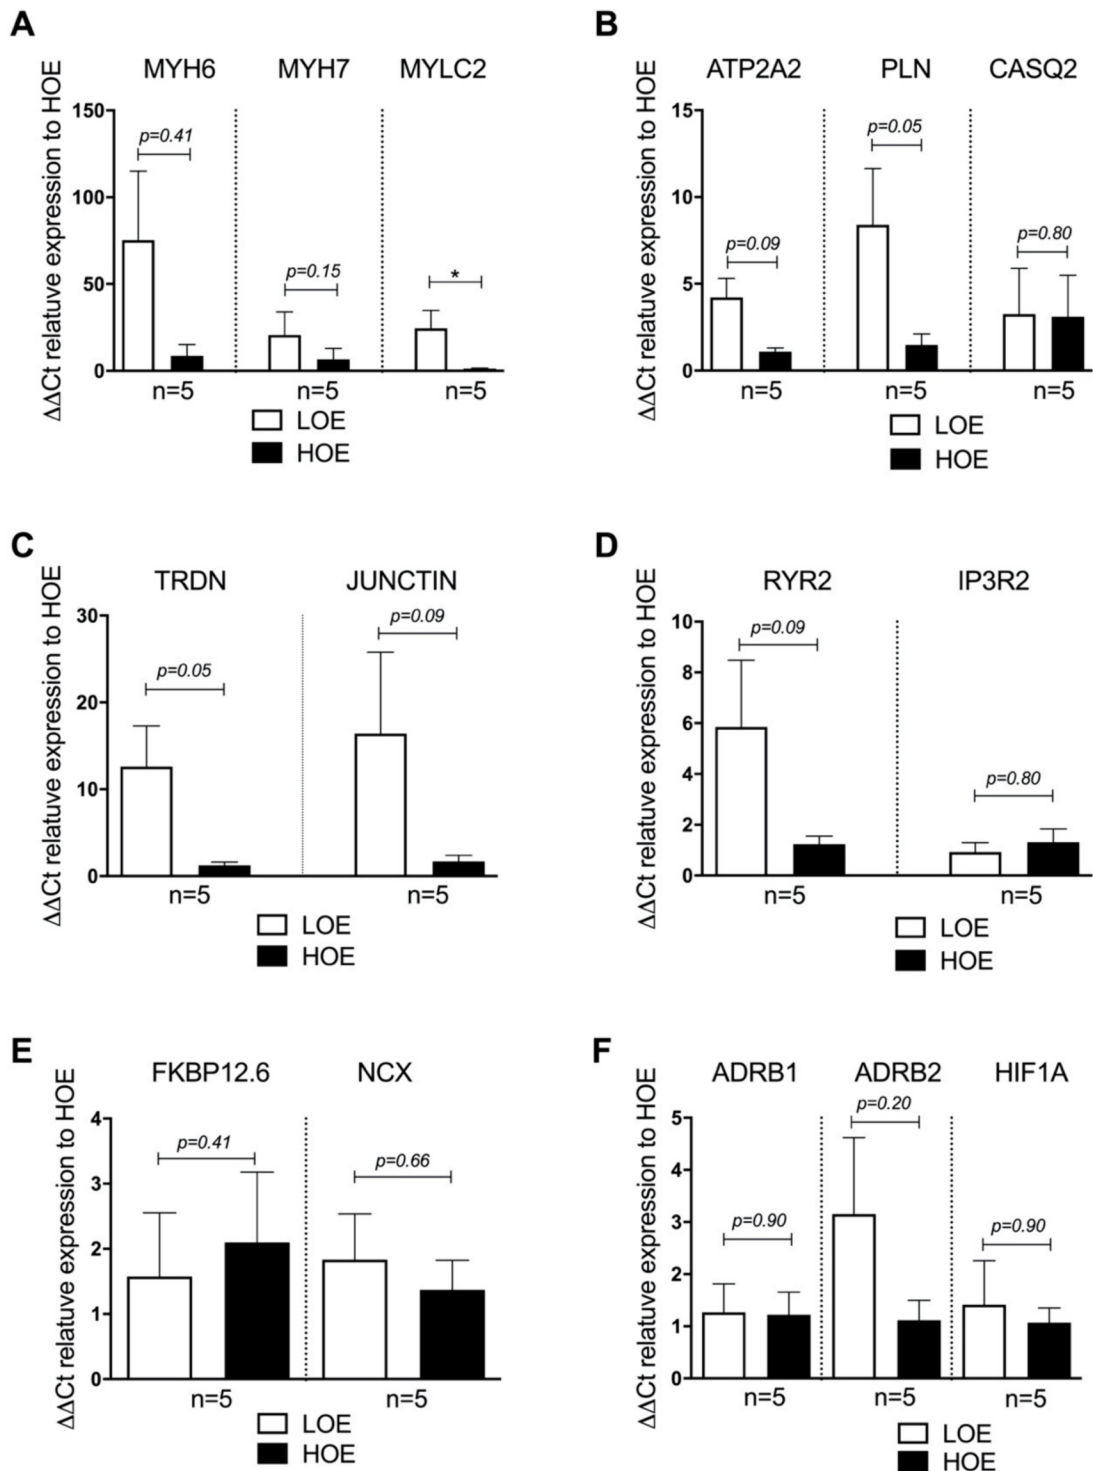 A
MYH6 MYH7 MYLC2
ΔΔCt relative expression to HOE
150
100
50
0
p=0.41
p=0.15
*
n=5 n=5 n=5
LOE
HOE
B
ATP2A2 PLN CASQ2
ΔΔCt relative expression to HOE
15
10
5
0
p=0.09
p=0.05
p=0.80
n=5 n=5 n=5
LOE
HOE
C
TRDN JUNCTIN
ΔΔCt relative expression to HOE
30
20
10
0
p=0.05
p=0.09
n=5 n=5
LOE
HOE
D
RYR2 IP3R2
ΔΔCt relative expression to HOE
10
8
6
4
2
0
p=0.09
p=0.80
n=5 n=5
LOE
HOE
E
FKBP12.6 NCX
ΔΔCt relative expression to HOE
4
3
2
1
0
p=0.41
p=0.66
n=5 n=5
LOE
HOE
F
ADRB1 ADRB2 HIF1A
ΔΔCt relative expression to HOE
5
4
3
2
1
0
p=0.90
p=0.20
p=0.90
n=5 n=5 n=5
LOE
HOE